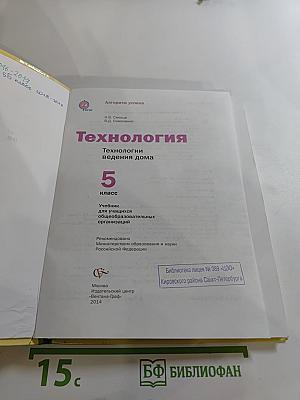 Алгоритм успеха
Н.В. Синица
В.Д. Симоненко
Технология
Технологии
ведения дома
5
класс
Учебник
для учащихся
общеобразовательных
организаций
Рекомендовано
Министерством образования и науки
Российской Федерации
Москва
Издательский центр
«Вентана-Граф»
2014
Библиотека лицея № 389 «ЦЭО»
Кировского района Санкт-Петербурга
15с
БФ БИБЛИОФАН